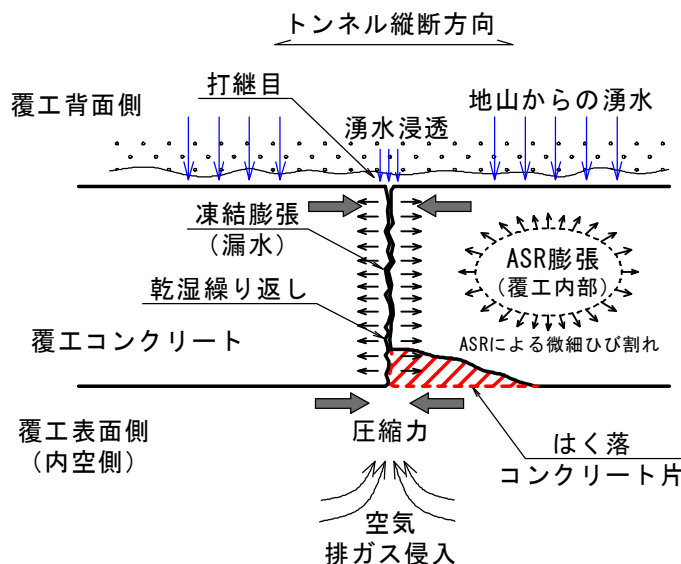 トンネル縦断方向
打継目
覆工背面側
地山からの湧水
湧水浸透
凍結膨張
(漏水)
ASR膨張
(覆工内部)
乾湿繰り返し
覆工コンクリート
ASRによる微細ひび割れ
覆工表面側
(内空側)
圧縮力
はく落
コンクリート片
空気
排ガス侵入